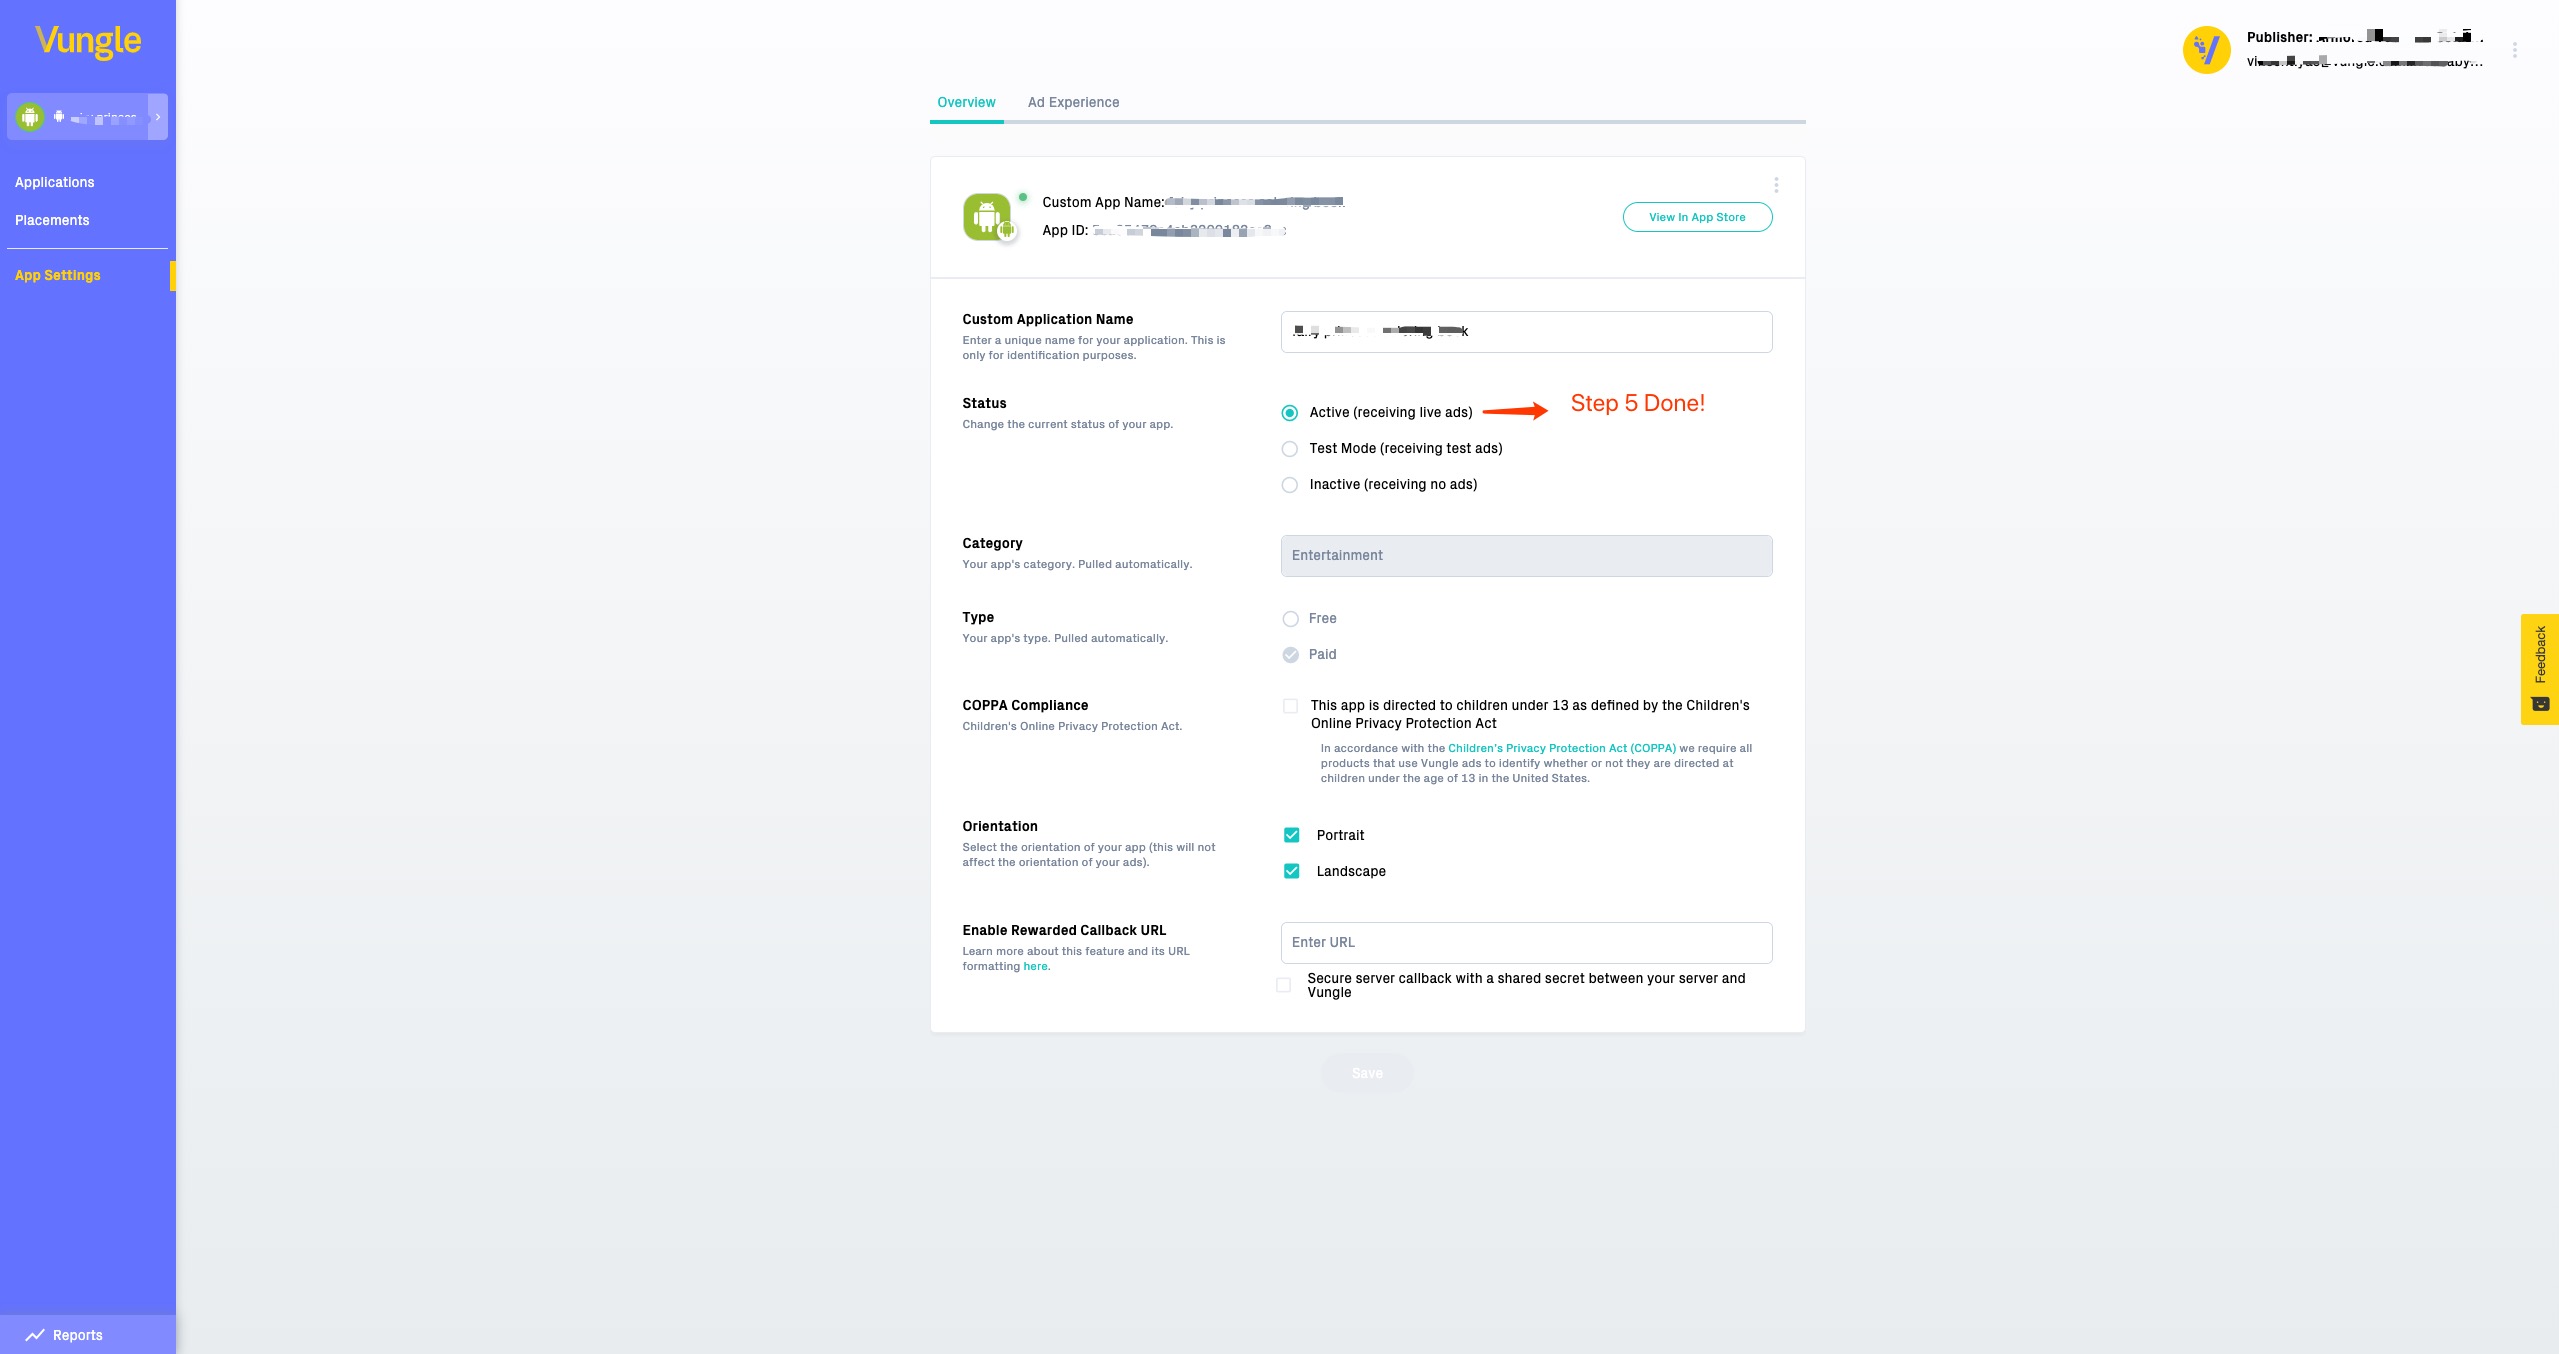 Vungle
Publisher:
Applications
Placements
App Settings
Reports
Overview
Ad Experience
Custom App Name:
App ID:
View In App Store
Custom Application Name
Enter a unique name for your application. This is
only for identification purposes.
Status
Change the current status of your app.
Active (receiving live ads)
Step 5 Done!
Test Mode (receiving test ads)
Inactive (receiving no ads)
Category
Your app's category. Pulled automatically.
Entertainment
Type
Your app's type. Pulled automatically.
Free
Paid
COPPA Compliance
Children's Online Privacy Protection Act.
This app is directed to children under 13 as defined by the Children's
Online Privacy Protection Act
In accordance with the Children's Privacy Protection Act (COPPA) we require all
products that use Vungle ads to identify whether or not they are directed at
children under the age of 13 in the United States.
Orientation
Select the orientation of your app (this will not
affect the orientation of your ads).
Portrait
Landscape
Enable Rewarded Callback URL
Learn more about this feature and its URL
formatting here.
Enter URL
Secure server callback with a shared secret between your server and
Vungle
Save
Feedback